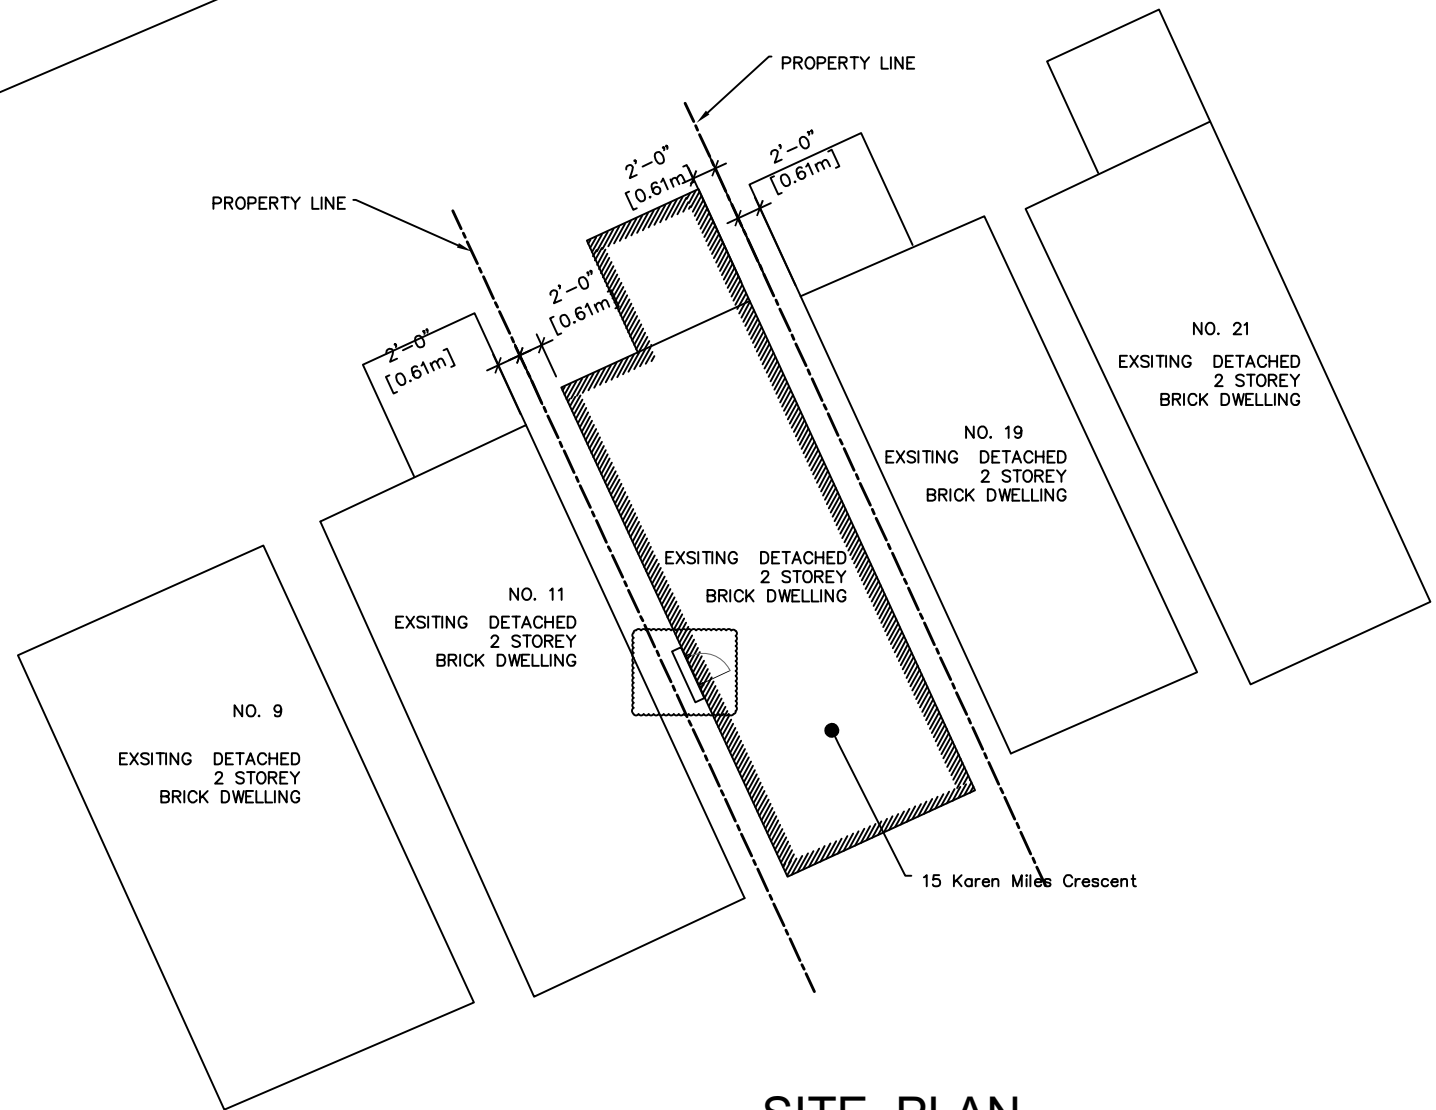 PROPERTY LINE
2'-0"
[0.61m]
2'-0"
[0.61m]
PROPERTY LINE
2'-0"
[0.61m]
2'-0"
[0.61m]
NO. 21
EXSITING DETACHED
2 STOREY
BRICK DWELLING
NO. 19
EXSITING DETACHED
2 STOREY
BRICK DWELLING
EXSITING DETACHED
2 STOREY
BRICK DWELLING
NO. 11
EXSITING DETACHED
2 STOREY
BRICK DWELLING
NO. 9
EXSITING DETACHED
2 STOREY
BRICK DWELLING
15 Karen Miles Crescent
SITE PLAN